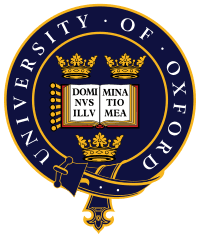 UNIVERSITY · OF · OXFORD
DOMI MINA
NVS TIO
ILLV MEA